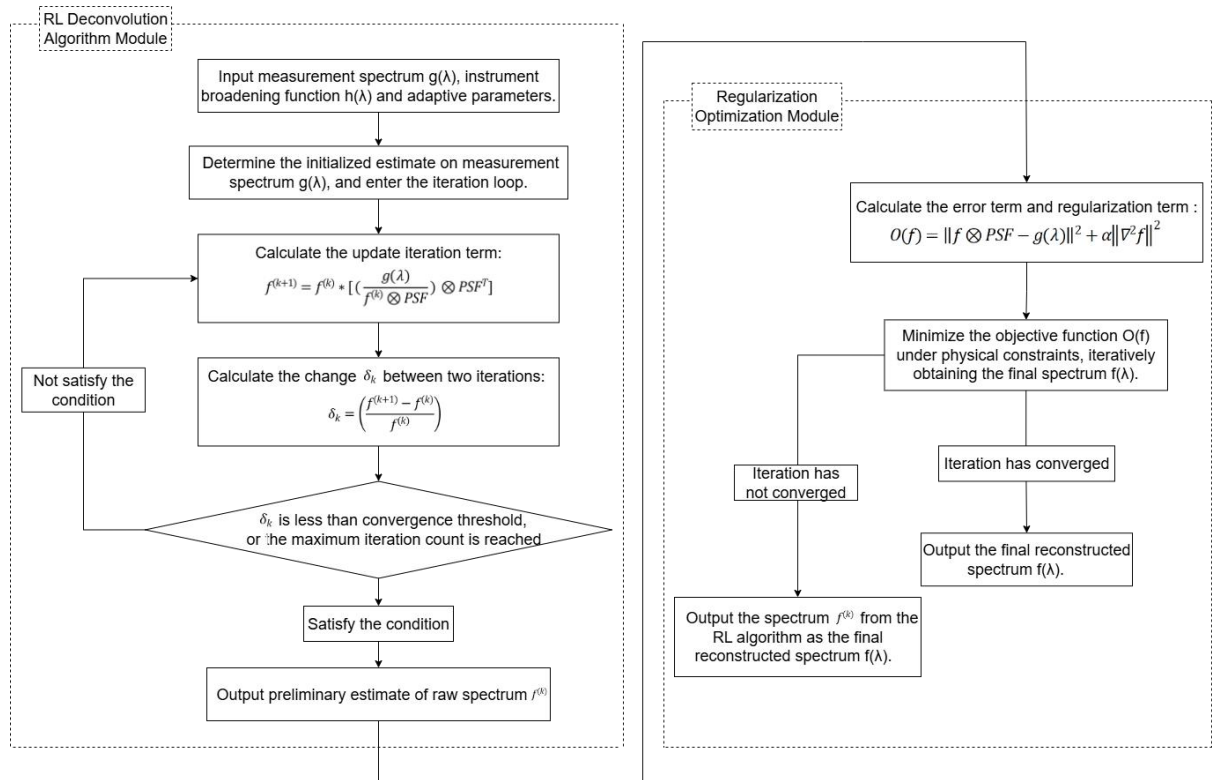 RL Deconvolution
Algorithm Module
Input measurement spectrum g(λ), instrument
broadening function h(λ) and adaptive parameters.
Determine the initialized estimate on measurement
spectrum g(λ), and enter the iteration loop.
Calculate the update iteration term:
f^{(k+1)} = f^{(k)} * [(\frac{g(λ)}{f^{(k)} ⊗ PSF}) ⊗ PSF^T]
Calculate the change δ_k between two iterations:
δ_k = (\frac{f^{(k+1)} − f^{(k)}}{f^{(k)}})
Not satisfy the
condition
δ_k is less than convergence threshold,
or the maximum iteration count is reached
Satisfy the condition
Output preliminary estimate of raw spectrum f^{(k)}
Regularization
Optimization Module
Calculate the error term and regularization term :
O(f) = ‖f ⊗ PSF − g(λ)‖^2 + α‖∇^2 f‖^2
Minimize the objective function O(f)
under physical constraints, iteratively
obtaining the final spectrum f(λ).
Iteration has converged
Iteration has
not converged
Output the final reconstructed
spectrum f(λ).
Output the spectrum f^{(k)} from the
RL algorithm as the final
reconstructed spectrum f(λ).